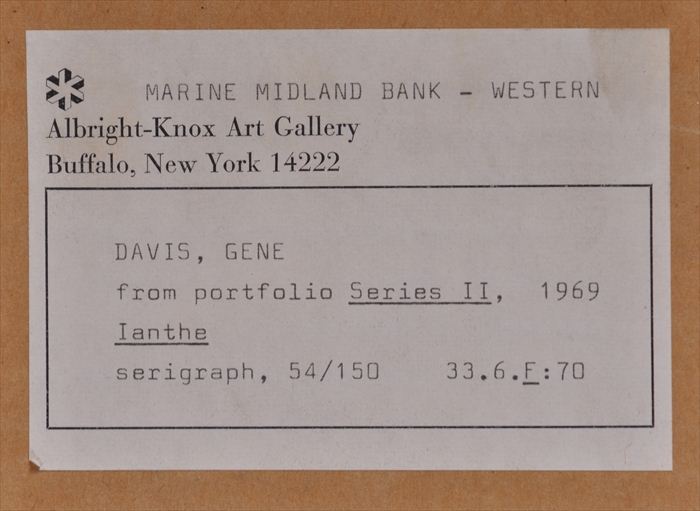 MARINE MIDLAND BANK - WESTERN
Albright-Knox Art Gallery
Buffalo, New York 14222
DAVIS, GENE
from portfolio Series II, 1969
Ianthe
serigraph, 54/150 33.6.F:70